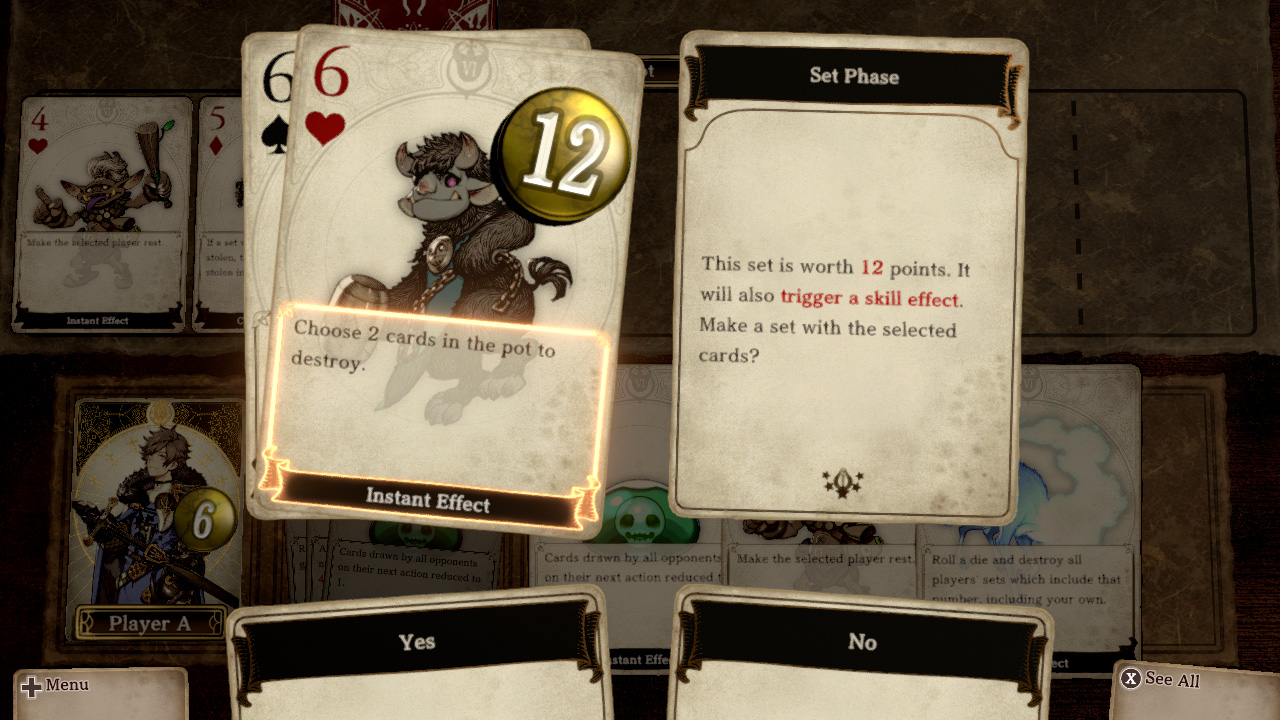 6
6
VI
12
Set Phase
4
5
Make the selected player rest.
If a set
stolen,
stolen in
Instant Effect
This set is worth 12 points. It
will also trigger a skill effect.
Make a set with the selected
cards?
Choose 2 cards in the pot to
destroy.
Instant Effect
6
Player A
Cards drawn by all opponents
on their next action reduced to
1.
Cards drawn by all opponents
on their next action reduced t
Make the selected player rest.
Roll a die and destroy all
players' sets which include that
number, including your own.
Yes
No
Menu
X See All